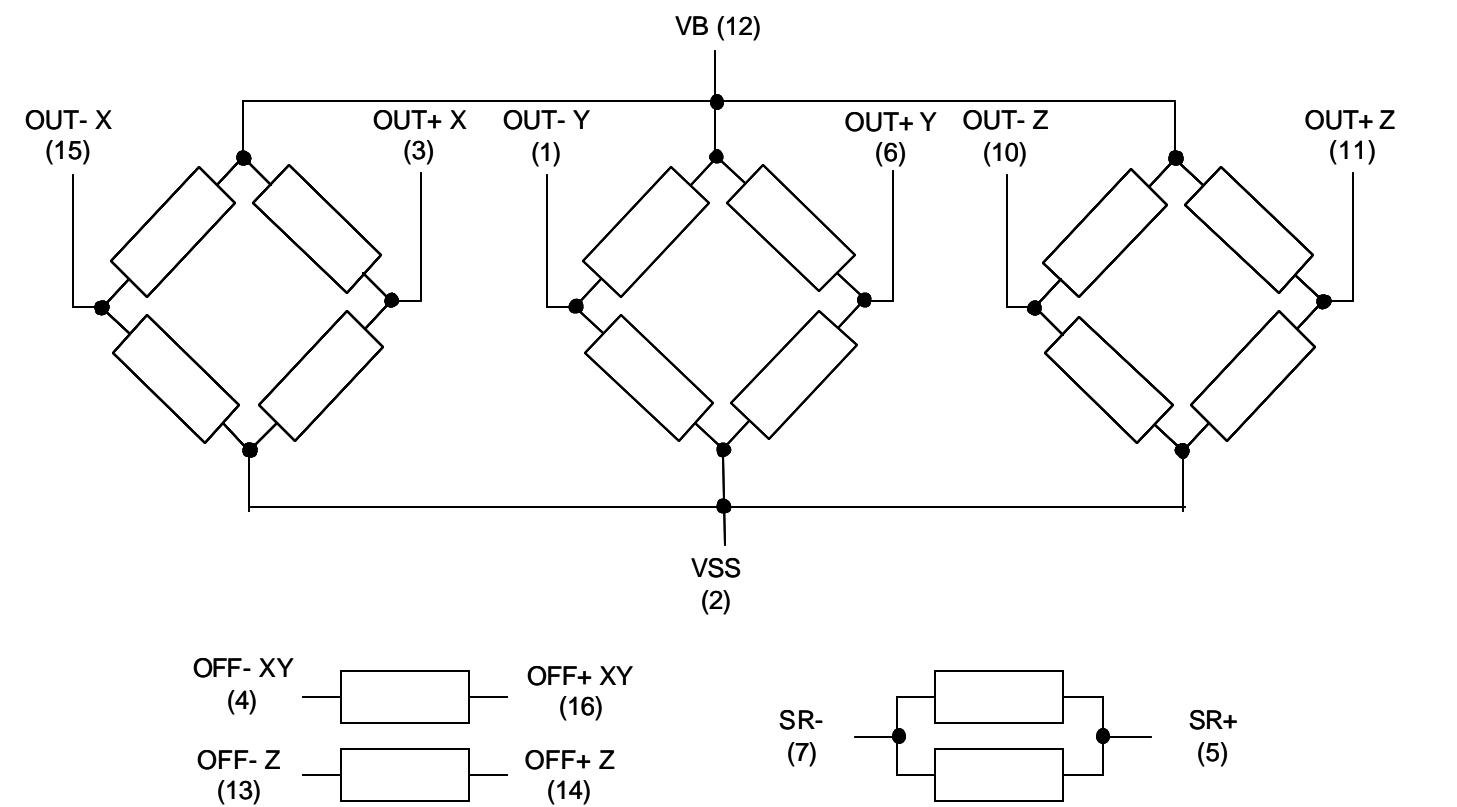 VB (12)
OUT- X
(15)
OUT+ X
(3)
OUT- Y
(1)
OUT+ Y
(6)
OUT- Z
(10)
OUT+ Z
(11)
VSS
(2)
OFF- XY
(4)
OFF+ XY
(16)
OFF- Z
(13)
OFF+ Z
(14)
SR-
(7)
SR+
(5)